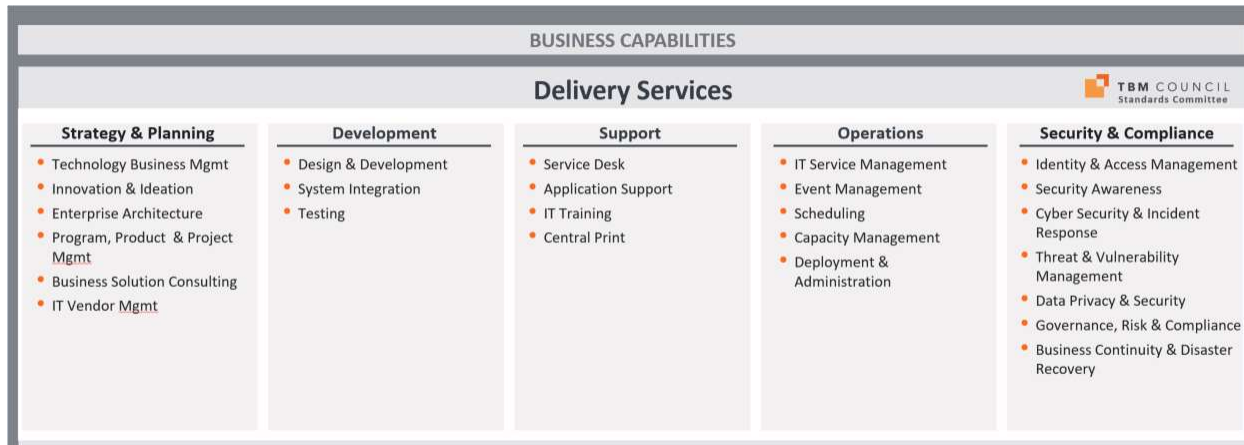 BUSINESS CAPABILITIES
Delivery Services
TBM COUNCIL
Standards Committee
Strategy & Planning
• Technology Business Mgmt
• Innovation & Ideation
• Enterprise Architecture
• Program, Product & Project
Mgmt
• Business Solution Consulting
• IT Vendor Mgmt
Development
• Design & Development
• System Integration
• Testing
Support
• Service Desk
• Application Support
• IT Training
• Central Print
Operations
• IT Service Management
• Event Management
• Scheduling
• Capacity Management
• Deployment &
Administration
Security & Compliance
• Identity & Access Management
• Security Awareness
• Cyber Security & Incident
Response
• Threat & Vulnerability
Management
• Data Privacy & Security
• Governance, Risk & Compliance
• Business Continuity & Disaster
Recovery